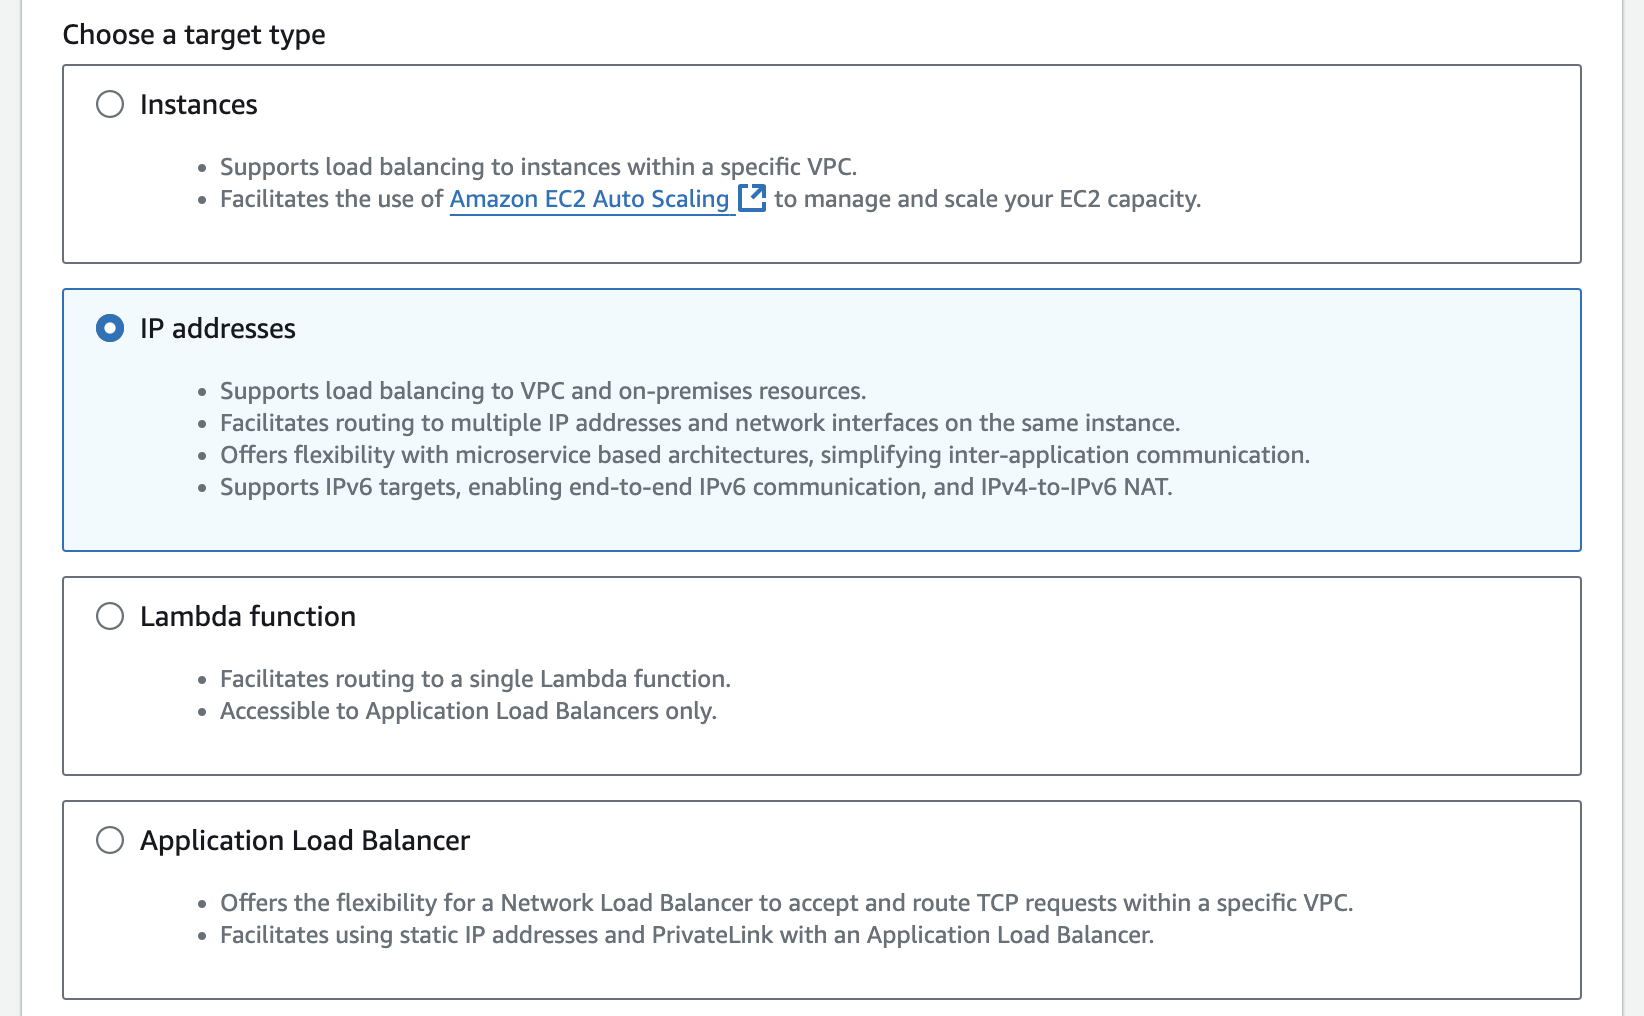 Choose a target type
Instances
Supports load balancing to instances within a specific VPC.
Facilitates the use of Amazon EC2 Auto Scaling to manage and scale your EC2 capacity.
IP addresses
Supports load balancing to VPC and on-premises resources.
Facilitates routing to multiple IP addresses and network interfaces on the same instance.
Offers flexibility with microservice based architectures, simplifying inter-application communication.
Supports IPv6 targets, enabling end-to-end IPv6 communication, and IPv4-to-IPv6 NAT.
Lambda function
Facilitates routing to a single Lambda function.
Accessible to Application Load Balancers only.
Application Load Balancer
Offers the flexibility for a Network Load Balancer to accept and route TCP requests within a specific VPC.
Facilitates using static IP addresses and PrivateLink with an Application Load Balancer.